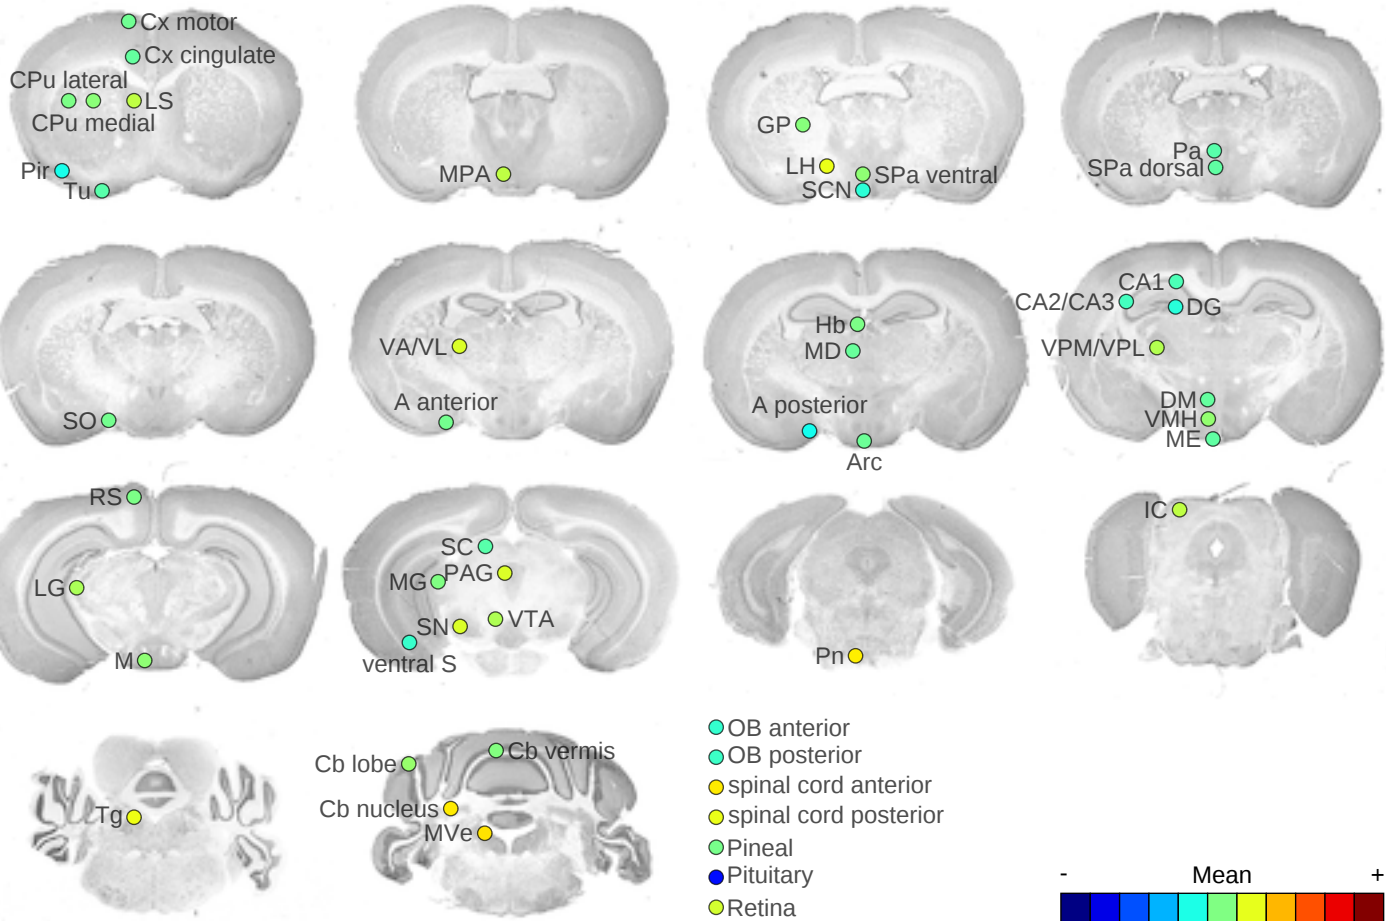 Cx motor
Cx cingulate
CPu lateral
LS
CPu medial
Pir
Tu
MPA
GP
LH
SPa ventral
SCN
Pa
SPa dorsal
SO
VA/VL
A anterior
Hb
MD
A posterior
Arc
CA1
CA2/CA3
DG
VPM/VPL
DM
VMH
ME
RS
LG
M
SC
MG
PAG
SN
VTA
ventral S
Pn
IC
Tg
Cb lobe
Cb vermis
Cb nucleus
MVe
OB anterior
OB posterior
spinal cord anterior
spinal cord posterior
Pineal
Pituitary
Retina
- Mean +